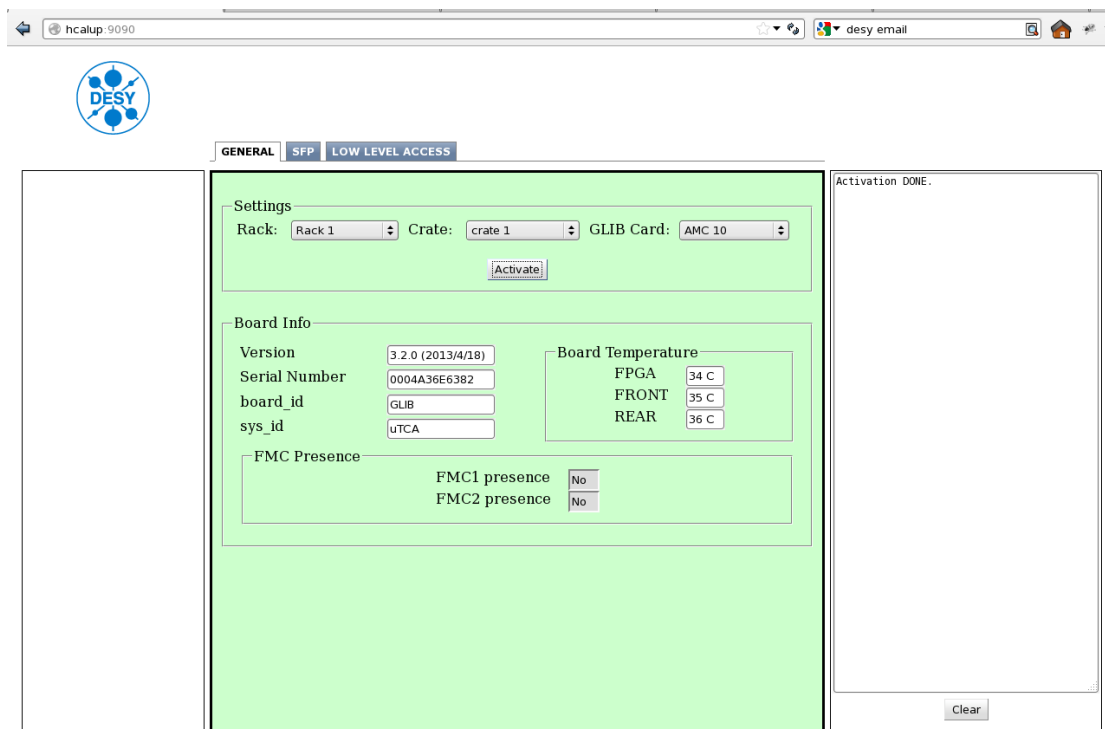 hcalup:9090
desy email
DESY
GENERAL SFP LOW LEVEL ACCESS
Settings
Rack: Rack 1 Crate: crate 1 GLIB Card: AMC 10
Activate
Board Info
Version 3.2.0 (2013/4/18)
Serial Number 0004A36E6382
board_id GLIB
sys_id uTCA
Board Temperature
FPGA 34 C
FRONT 35 C
REAR 36 C
FMC Presence
FMC1 presence No
FMC2 presence No
Activation DONE.
Clear